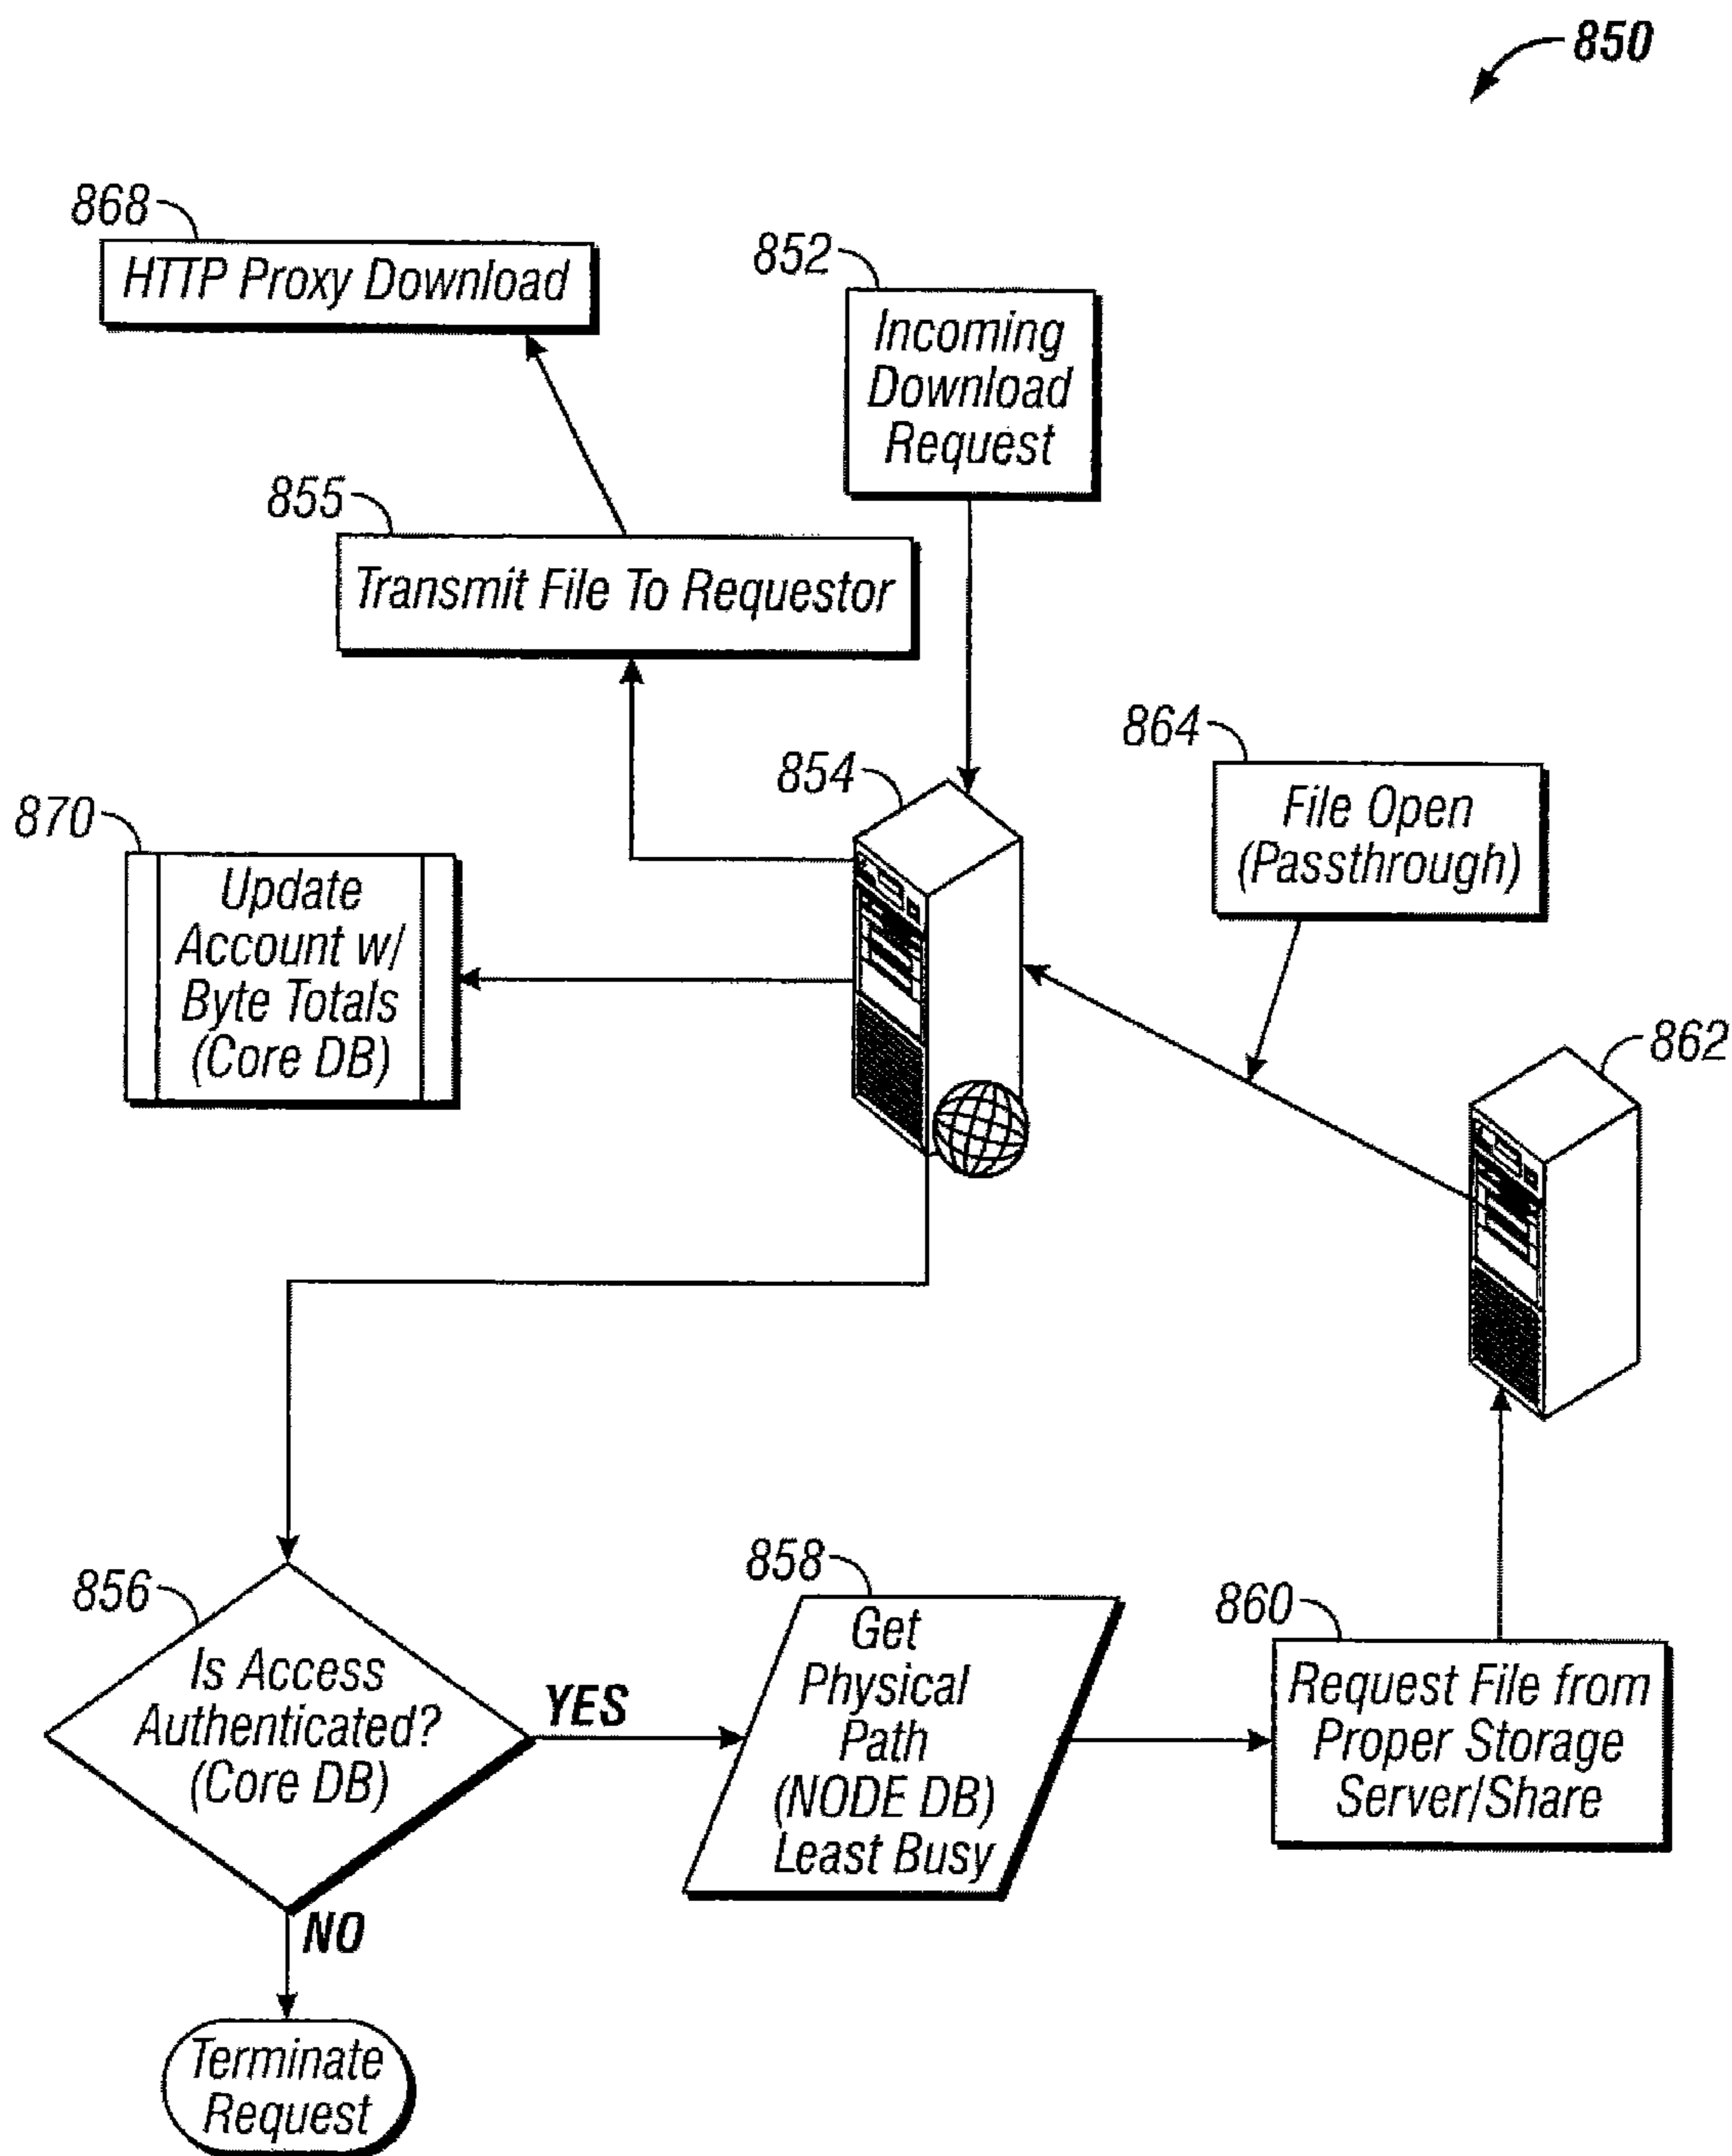 850
868
HTTP Proxy Download
852
Incoming
Download
Request
855
Transmit File To Requestor
864
File Open
(Passthrough)
854
870
Update
Account w/
Byte Totals
(Core DB)
862
856
Is Access
Authenticated?
(Core DB)
YES
NO
858
Get
Physical
Path
(NODE DB)
Least Busy
860
Request File from
Proper Storage
Server/Share
Terminate
Request